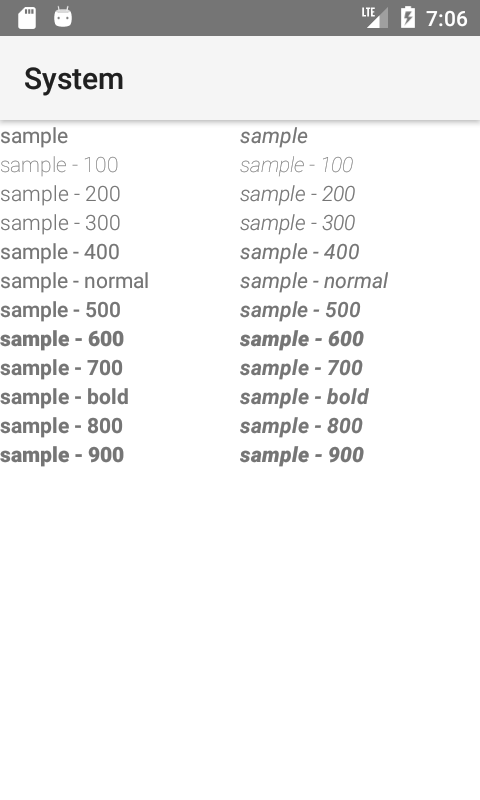 LTE 7:06
System
sample sample
sample - 100 sample - 100
sample - 200 sample - 200
sample - 300 sample - 300
sample - 400 sample - 400
sample - normal sample - normal
sample - 500 sample - 500
sample - 600 sample - 600
sample - 700 sample - 700
sample - bold sample - bold
sample - 800 sample - 800
sample - 900 sample - 900